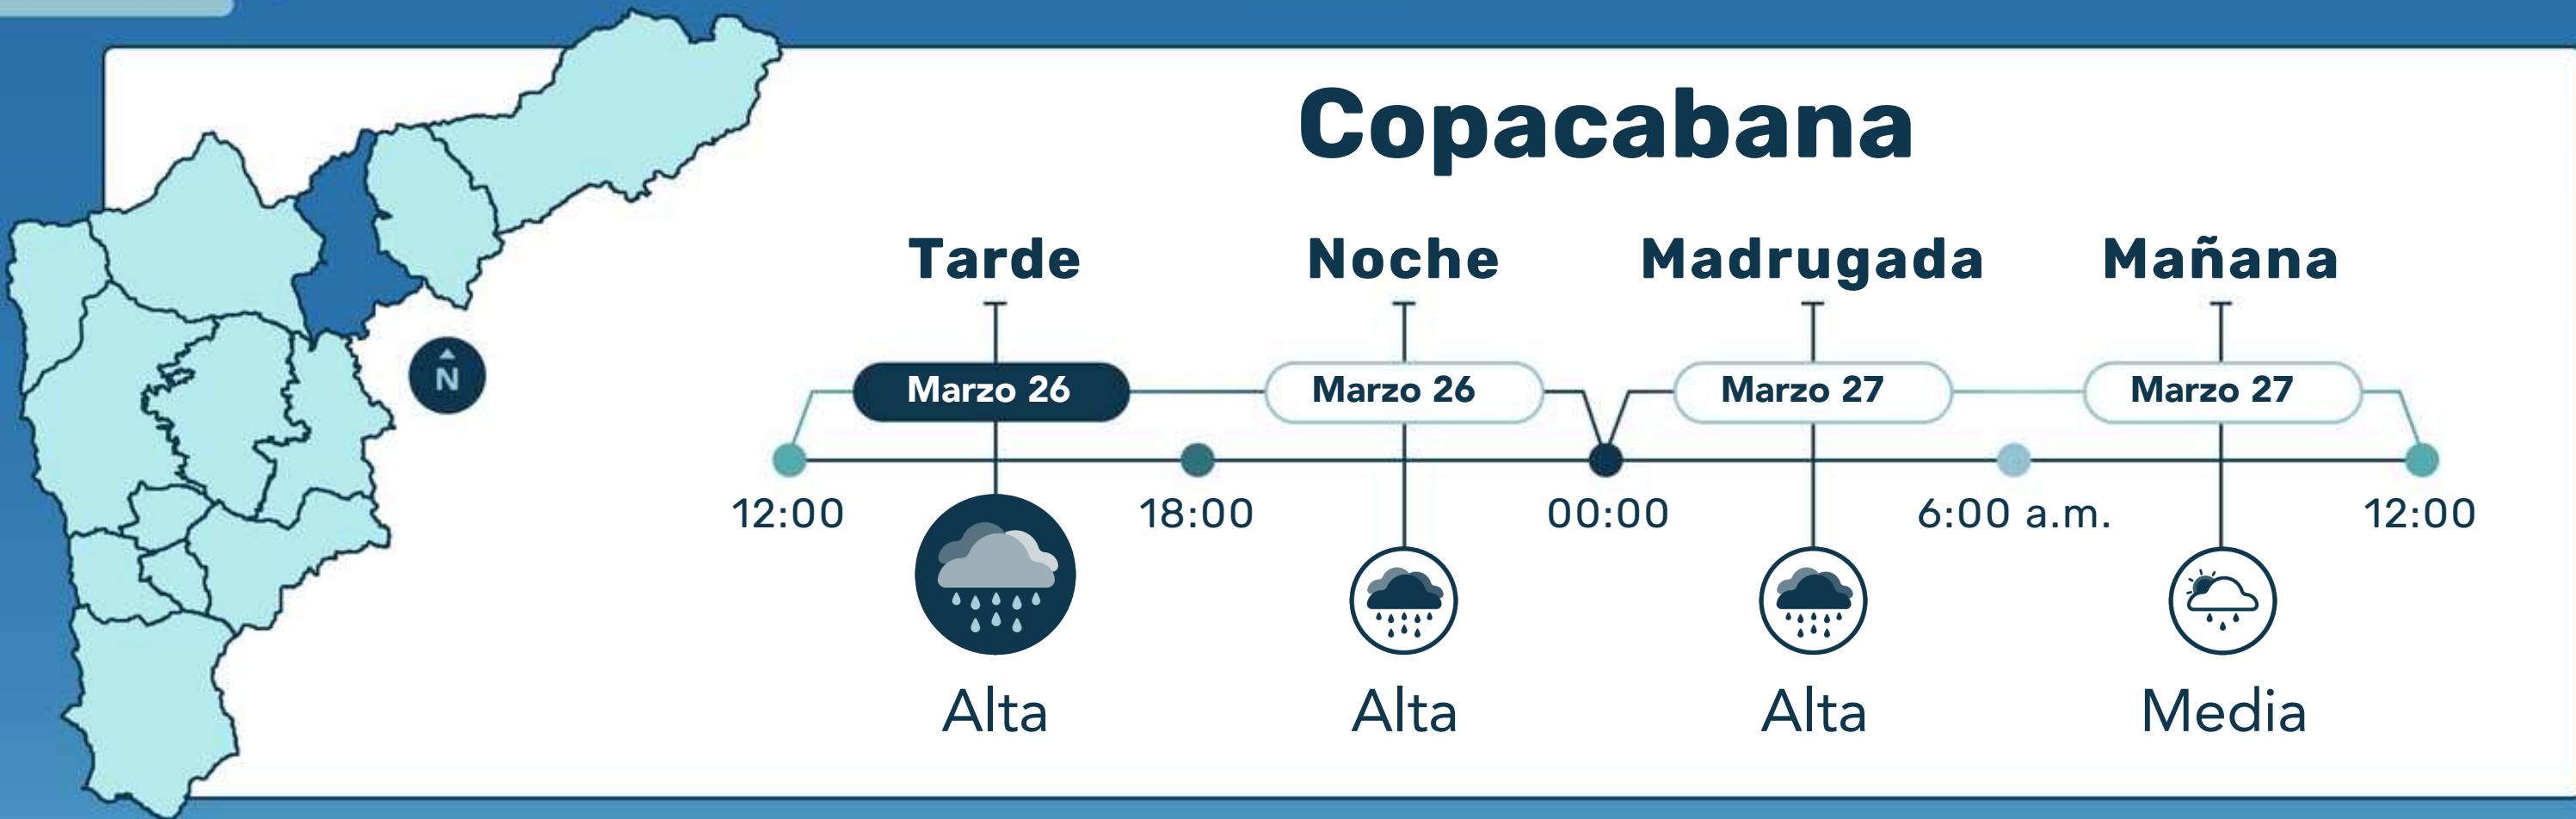 Copacabana
Tarde Noche Madrugada Mañana
N
Marzo 26 Marzo 26 Marzo 27 Marzo 27
12:00 18:00 00:00 6:00 a.m. 12:00
Alta Alta Alta Media